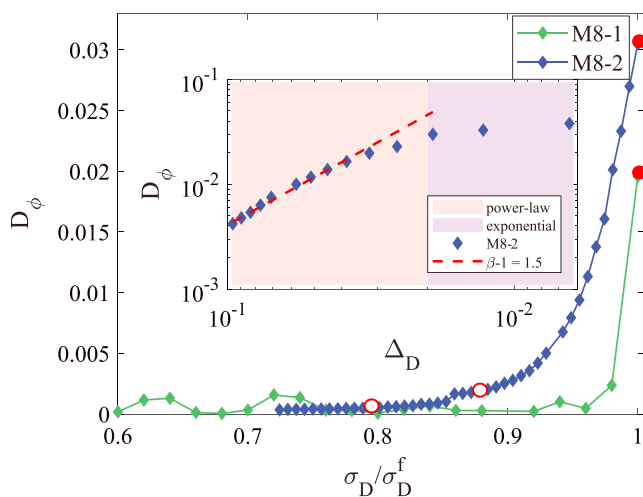 M8-1
M8-2
0.03
0.025
0.02
0.015
0.01
0.005
0
D_ϕ
10^-1
10^-2
10^-3
D_ϕ
power-law
exponential
M8-2
β-1 = 1.5
10^-1
10^-2
Δ_D
0.6
0.7
0.8
0.9
1
σ_D/σ_D^f